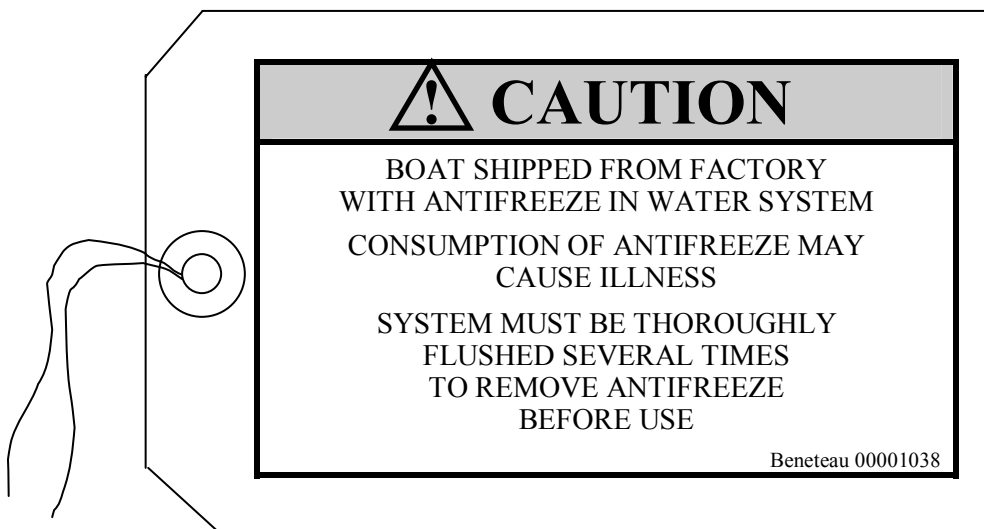 CAUTION
BOAT SHIPPED FROM FACTORY
WITH ANTIFREEZE IN WATER SYSTEM
CONSUMPTION OF ANTIFREEZE MAY
CAUSE ILLNESS
SYSTEM MUST BE THOROUGHLY
FLUSHED SEVERAL TIMES
TO REMOVE ANTIFREEZE
BEFORE USE
Beneteau 00001038